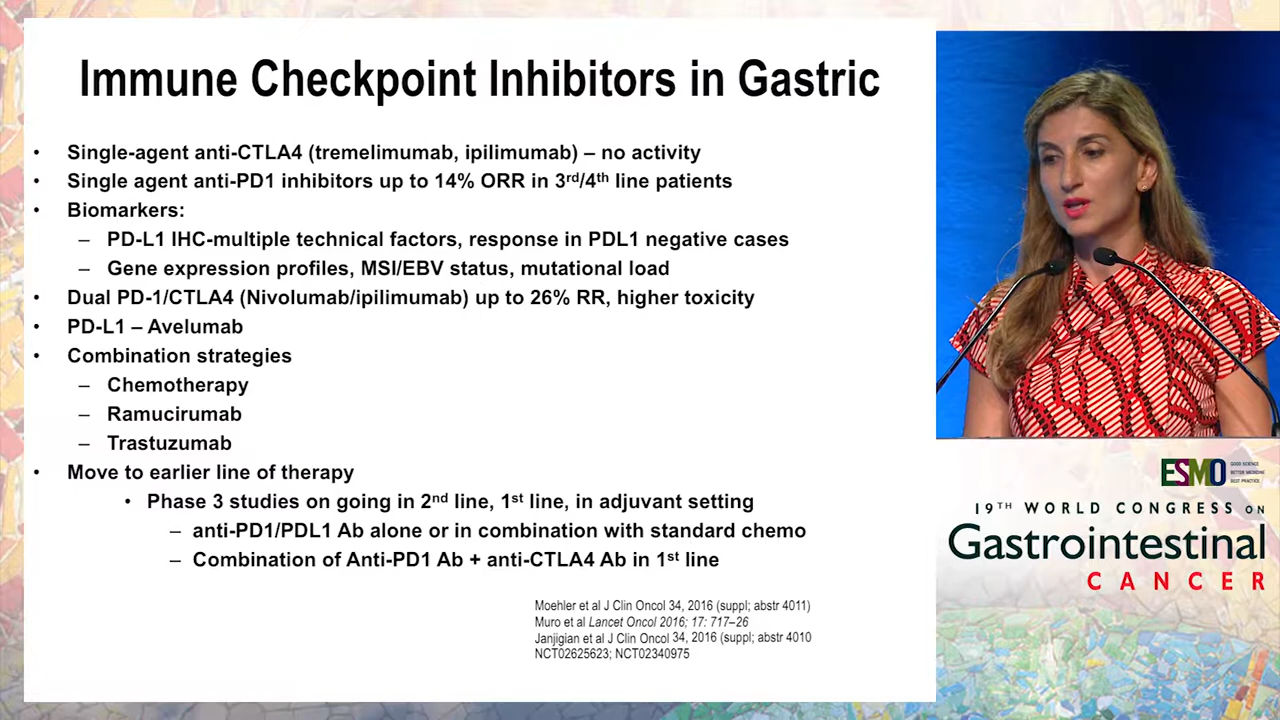 Immune Checkpoint Inhibitors in Gastric
• Single-agent anti-CTLA4 (tremelimumab, ipilimumab) – no activity
• Single agent anti-PD1 inhibitors up to 14% ORR in 3rd/4th line patients
• Biomarkers:
– PD-L1 IHC-multiple technical factors, response in PDL1 negative cases
– Gene expression profiles, MSI/EBV status, mutational load
• Dual PD-1/CTLA4 (Nivolumab/ipilimumab) up to 26% RR, higher toxicity
• PD-L1 – Avelumab
• Combination strategies
– Chemotherapy
– Ramucirumab
– Trastuzumab
• Move to earlier line of therapy
• Phase 3 studies on going in 2nd line, 1st line, in adjuvant setting
– anti-PD1/PDL1 Ab alone or in combination with standard chemo
– Combination of Anti-PD1 Ab + anti-CTLA4 Ab in 1st line
Moehler et al J Clin Oncol 34, 2016 (suppl; abstr 4011)
Muro et al Lancet Oncol 2016; 17: 717–26
Janjigian et al J Clin Oncol 34, 2016 (suppl; abstr 4010
NCT02625623; NCT02340975
ESMO
GOOD SCIENCE
BETTER MEDICINE
BEST PRACTICE
19TH WORLD CONGRESS ON
Gastrointestinal
CANCER